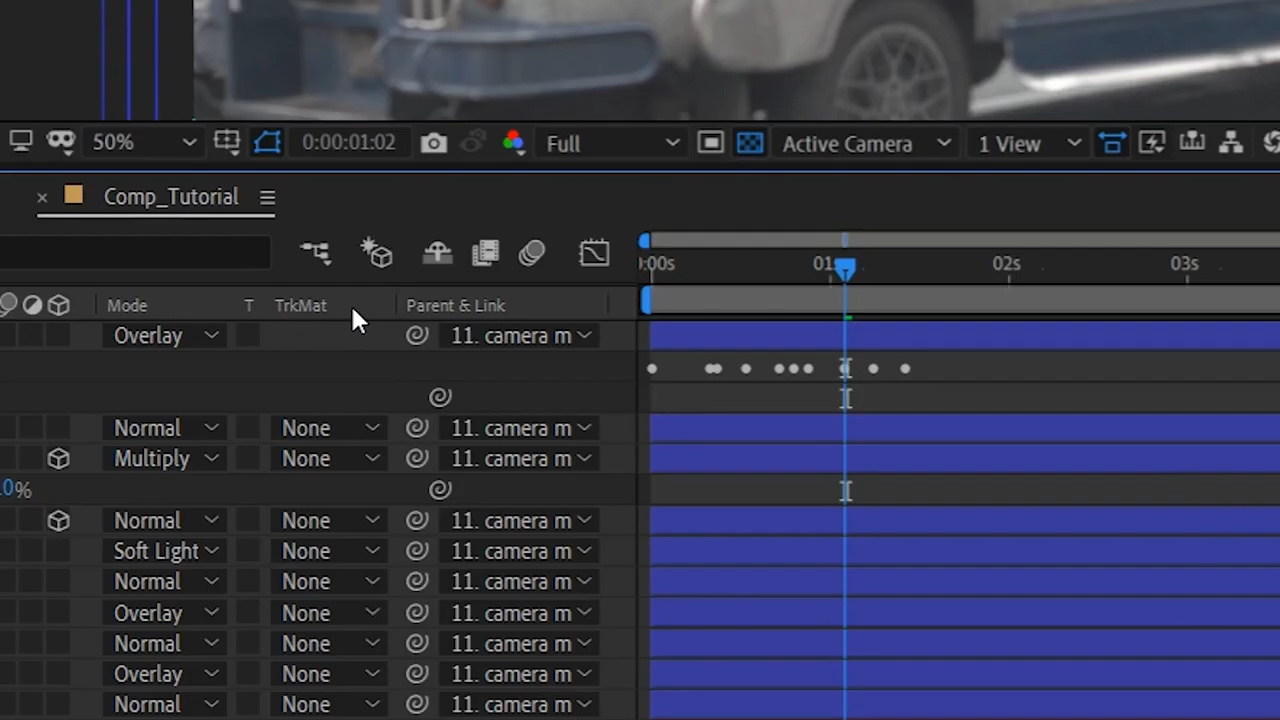 50% 0:00:01:02 Full Active Camera 1 View
Comp_Tutorial
:00s 01s 02s 03s
Mode T TrkMat Parent & Link
Overlay 11. camera m
Normal None 11. camera m
Multiply None 11. camera m
.0%
Normal None 11. camera m
Soft Light None 11. camera m
Normal None 11. camera m
Overlay None 11. camera m
Normal None 11. camera m
Overlay None 11. camera m
Normal None 11. camera m